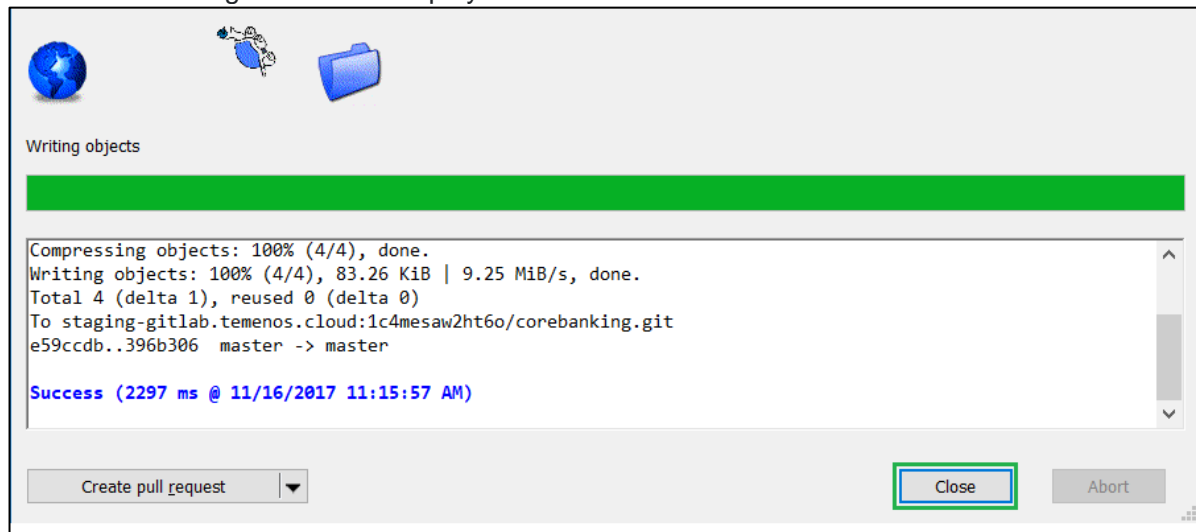 Writing objects
Compressing objects: 100% (4/4), done.
Writing objects: 100% (4/4), 83.26 KiB | 9.25 MiB/s, done.
Total 4 (delta 1), reused 0 (delta 0)
To staging-gitlab.temenos.cloud:1c4mesaw2ht6o/corebanking.git
e59ccdb..396b306  master -> master
Success (2297 ms @ 11/16/2017 11:15:57 AM)
Create pull request
Close
Abort